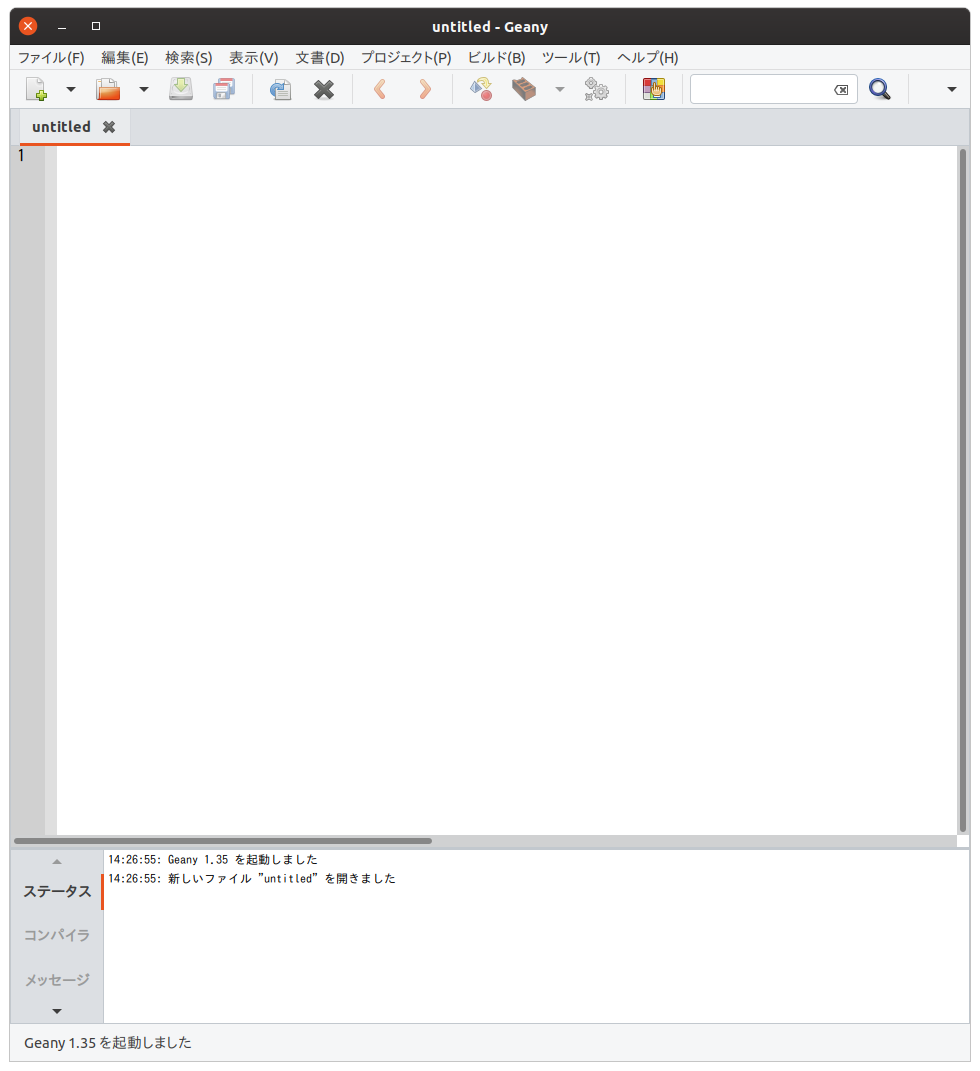 untitled - Geany
ファイル(F) 編集(E) 検索(S) 表示(V) 文書(D) プロジェクト(P) ビルド(B) ツール(T) ヘルプ(H)
untitled
1
14:26:55: Geany 1.35 を起動しました
14:26:55: 新しいファイル "untitled" を開きました
ステータス
コンパイラ
メッセージ
Geany 1.35 を起動しました